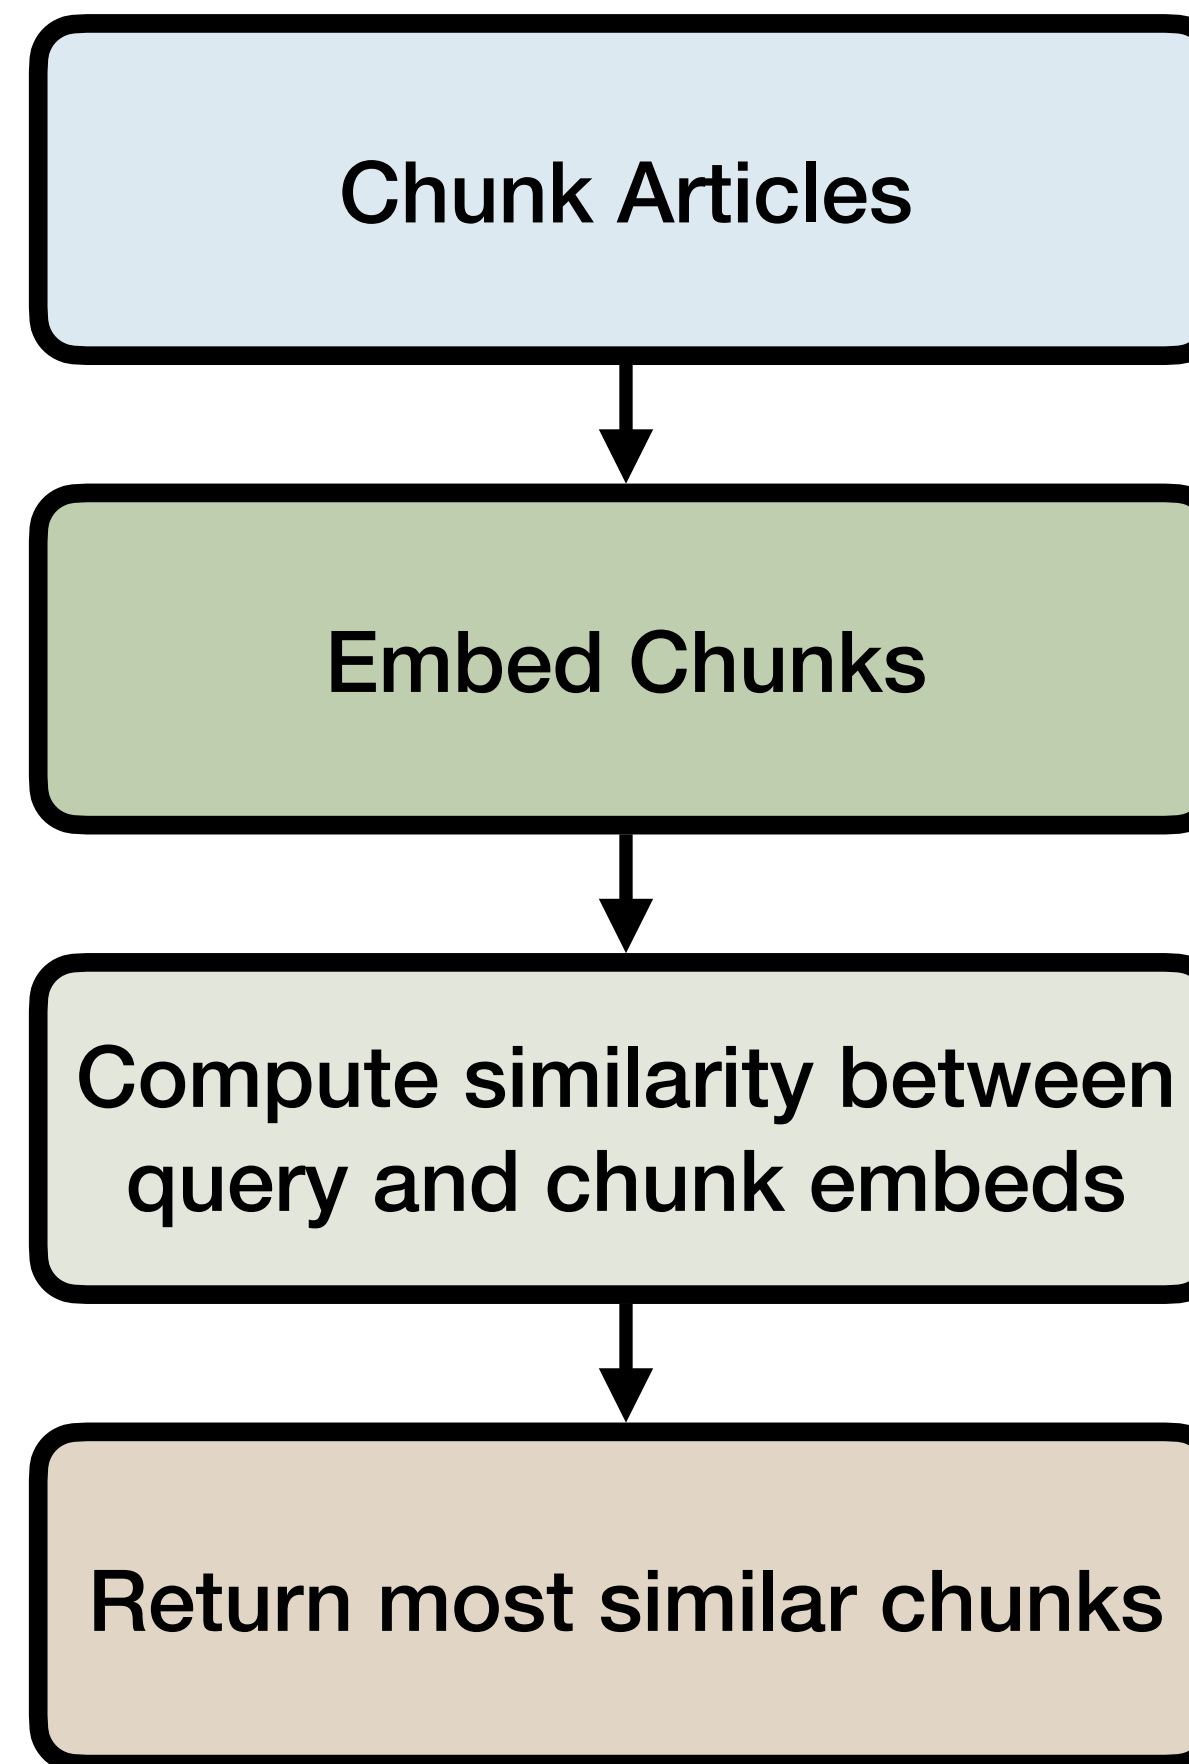 Chunk Articles
Embed Chunks
Compute similarity between
query and chunk embeds
Return most similar chunks